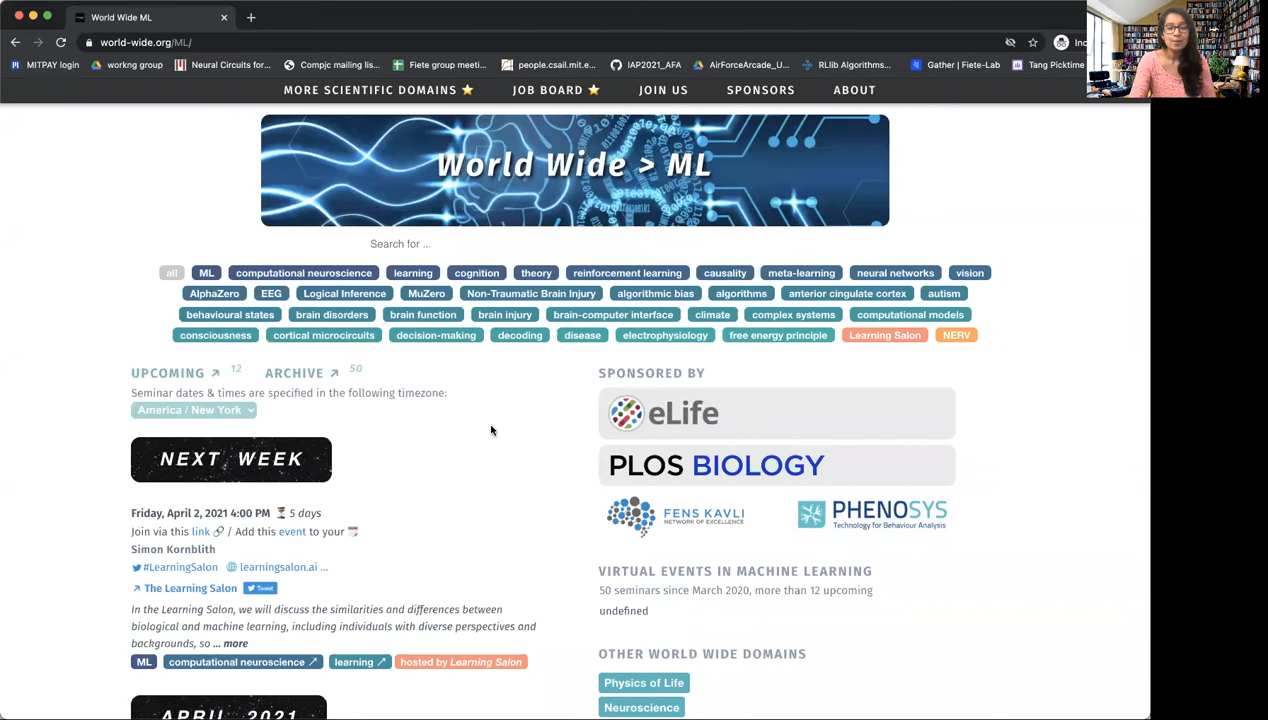 World Wide ML
world-wide.org/ML/
MITPAY login workng group Neural Circuits for... Compjc mailing lis... Fiete group meeti... people.csail.mit.e... IAP2021_AFA AirForceArcade_U... RLlib Algorithms... Gather | Fiete-Lab Tang Picktime
MORE SCIENTIFIC DOMAINS ⭐ JOB BOARD ⭐ JOIN US SPONSORS ABOUT
World Wide > ML
Search for ...
all ML computational neuroscience learning cognition theory reinforcement learning causality meta-learning neural networks vision
AlphaZero EEG Logical Inference MuZero Non-Traumatic Brain Injury algorithmic bias algorithms anterior cingulate cortex autism
behavioural states brain disorders brain function brain injury brain-computer interface climate complex systems computational models
consciousness cortical microcircuits decision-making decoding disease electrophysiology free energy principle Learning Salon NERV
UPCOMING ↗ 12 ARCHIVE ↗ 50
Seminar dates & times are specified in the following timezone:
America / New York
NEXT WEEK
Friday, April 2, 2021 4:00 PM ⏳ 5 days
Join via this link 🔗 / Add this event to your 🗓
Simon Kornblith
#LearningSalon learningsalon.ai ...
↗ The Learning Salon Tweet
In the Learning Salon, we will discuss the similarities and differences between
biological and machine learning, including individuals with diverse perspectives and
backgrounds, so ... more
ML computational neuroscience ↗ learning ↗ hosted by Learning Salon
APRIL 2021
SPONSORED BY
eLife
PLOS BIOLOGY
FENS KAVLI
NETWORK OF EXCELLENCE
PHENOSYS
Technology for Behaviour Analysis
VIRTUAL EVENTS IN MACHINE LEARNING
50 seminars since March 2020, more than 12 upcoming
undefined
OTHER WORLD WIDE DOMAINS
Physics of Life
Neuroscience